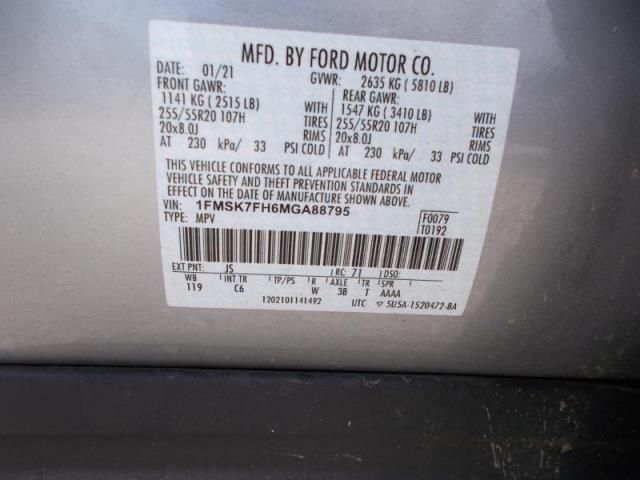 MFD. BY FORD MOTOR CO.
DATE: 01/21 GVWR: 2635 KG ( 5810 LB)
FRONT GAWR: REAR GAWR:
1141 KG ( 2515 LB) 1547 KG ( 3410 LB)
255/55R20 107H TIRES 255/55R20 107H TIRES
20x8.0J RIMS 20x8.0J RIMS
AT 230 kPa/ 33 PSI COLD AT 230 kPa/ 33 PSI COLD
THIS VEHICLE CONFORMS TO ALL APPLICABLE FEDERAL MOTOR
VEHICLE SAFETY AND THEFT PREVENTION STANDARDS IN
EFFECT ON THE DATE OF MANUFACTURE SHOWN ABOVE.
VIN: 1FMSK7FH6MGA88795 F0079
TYPE: MPV T0192
EXT PNT: JS RC: 71 DSO:
WB INT TR TP/PS R AXLE TR SPR
119 C6 W 3B T AAAA
1202101141492 UTC ▽ 5U5A-1520472-BA